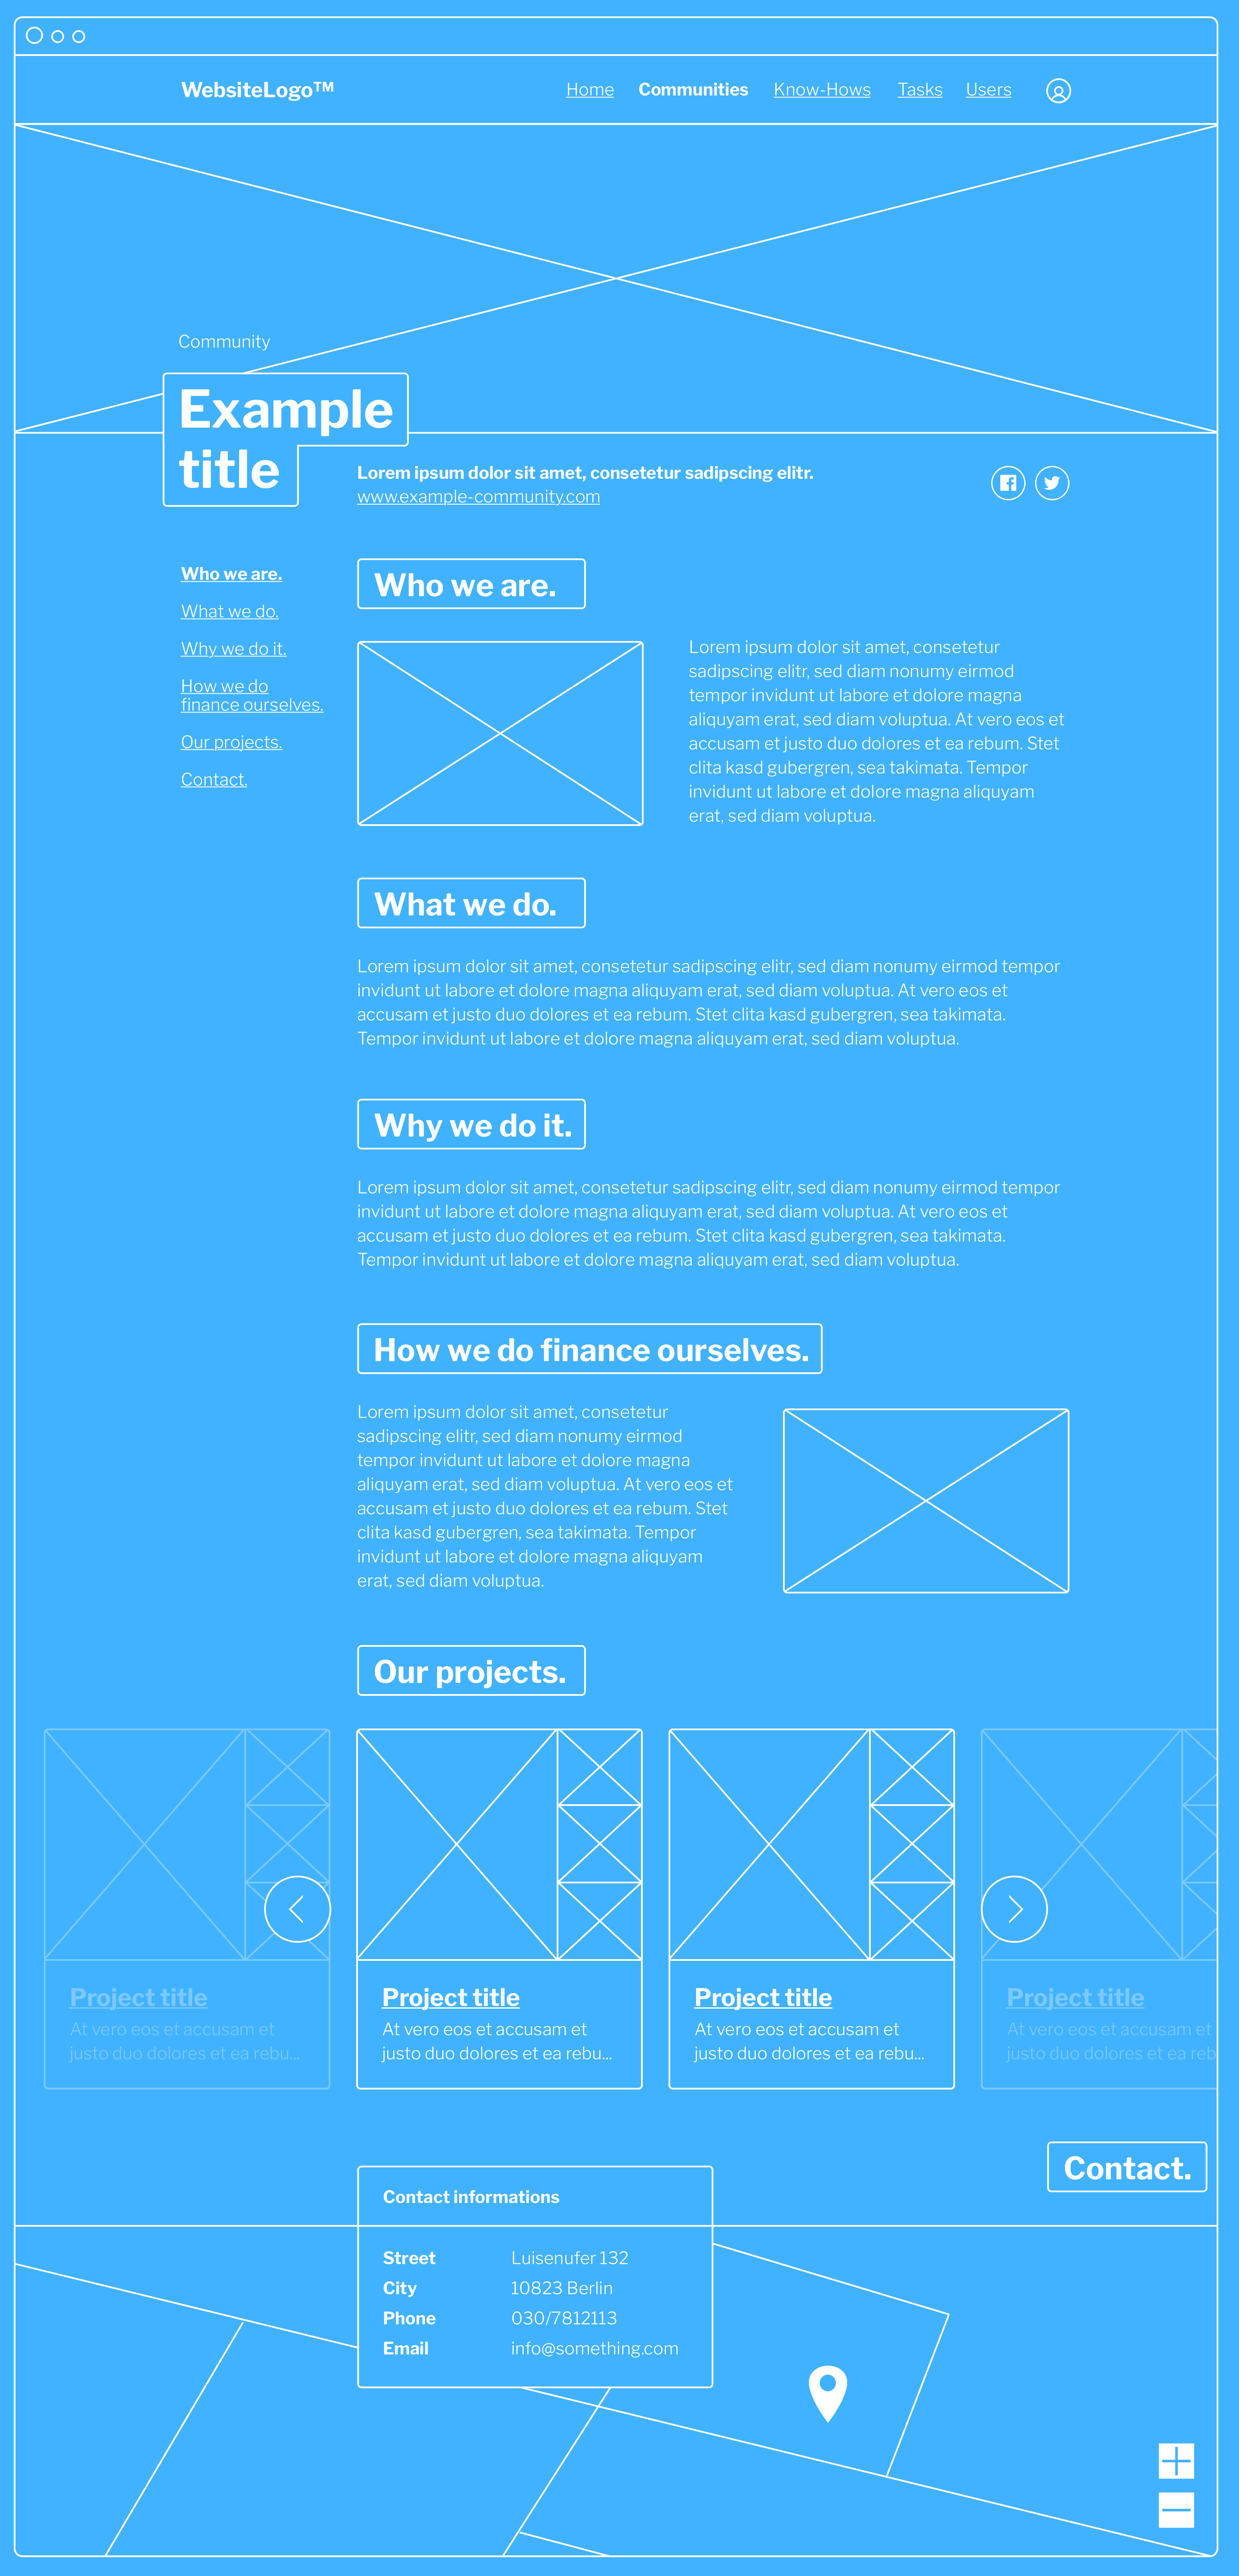 WebsiteLogo™
Home Communities Know-Hows Tasks Users
Community
Example
title
Lorem ipsum dolor sit amet, consetetur sadipscing elitr.
www.example-community.com
Who we are.
What we do.
Why we do it.
How we do
finance ourselves.
Our projects.
Contact.
Who we are.
Lorem ipsum dolor sit amet, consetetur
sadipscing elitr, sed diam nonumy eirmod
tempor invidunt ut labore et dolore magna
aliquyam erat, sed diam voluptua. At vero eos et
accusam et justo duo dolores et ea rebum. Stet
clita kasd gubergren, sea takimata. Tempor
invidunt ut labore et dolore magna aliquyam
erat, sed diam voluptua.
What we do.
Lorem ipsum dolor sit amet, consetetur sadipscing elitr, sed diam nonumy eirmod tempor
invidunt ut labore et dolore magna aliquyam erat, sed diam voluptua. At vero eos et
accusam et justo duo dolores et ea rebum. Stet clita kasd gubergren, sea takimata.
Tempor invidunt ut labore et dolore magna aliquyam erat, sed diam voluptua.
Why we do it.
Lorem ipsum dolor sit amet, consetetur sadipscing elitr, sed diam nonumy eirmod tempor
invidunt ut labore et dolore magna aliquyam erat, sed diam voluptua. At vero eos et
accusam et justo duo dolores et ea rebum. Stet clita kasd gubergren, sea takimata.
Tempor invidunt ut labore et dolore magna aliquyam erat, sed diam voluptua.
How we do finance ourselves.
Lorem ipsum dolor sit amet, consetetur
sadipscing elitr, sed diam nonumy eirmod
tempor invidunt ut labore et dolore magna
aliquyam erat, sed diam voluptua. At vero eos et
accusam et justo duo dolores et ea rebum. Stet
clita kasd gubergren, sea takimata. Tempor
invidunt ut labore et dolore magna aliquyam
erat, sed diam voluptua.
Our projects.
Project title
At vero eos et accusam et
justo duo dolores et ea rebu...
Project title
At vero eos et accusam et
justo duo dolores et ea rebu...
Project title
At vero eos et accusam et
justo duo dolores et ea rebu...
Project title
At vero eos et accusam et
justo duo dolores et ea reb
Contact.
Contact informations
Street Luisenufer 132
City 10823 Berlin
Phone 030/7812113
Email info@something.com